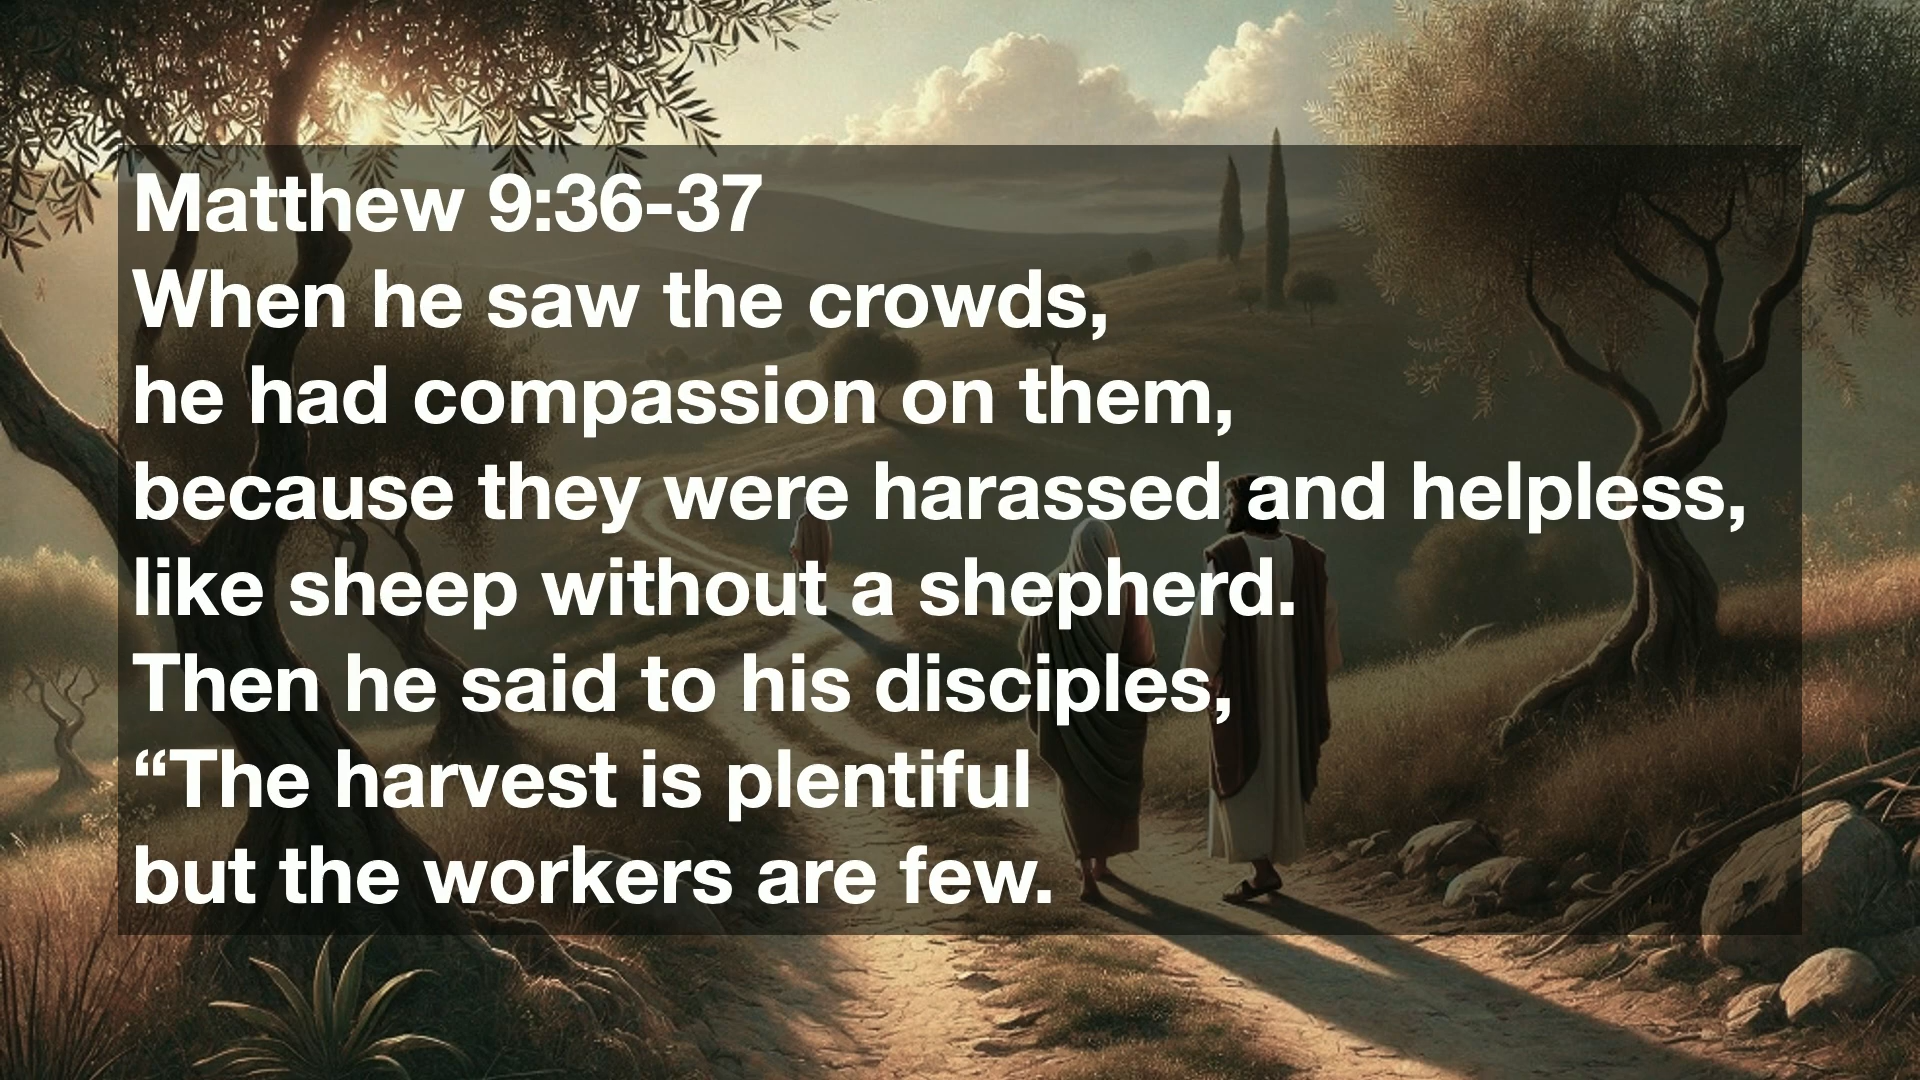 Matthew 9:36-37
When he saw the crowds,
he had compassion on them,
because they were harassed and helpless,
like sheep without a shepherd.
Then he said to his disciples,
“The harvest is plentiful
but the workers are few.